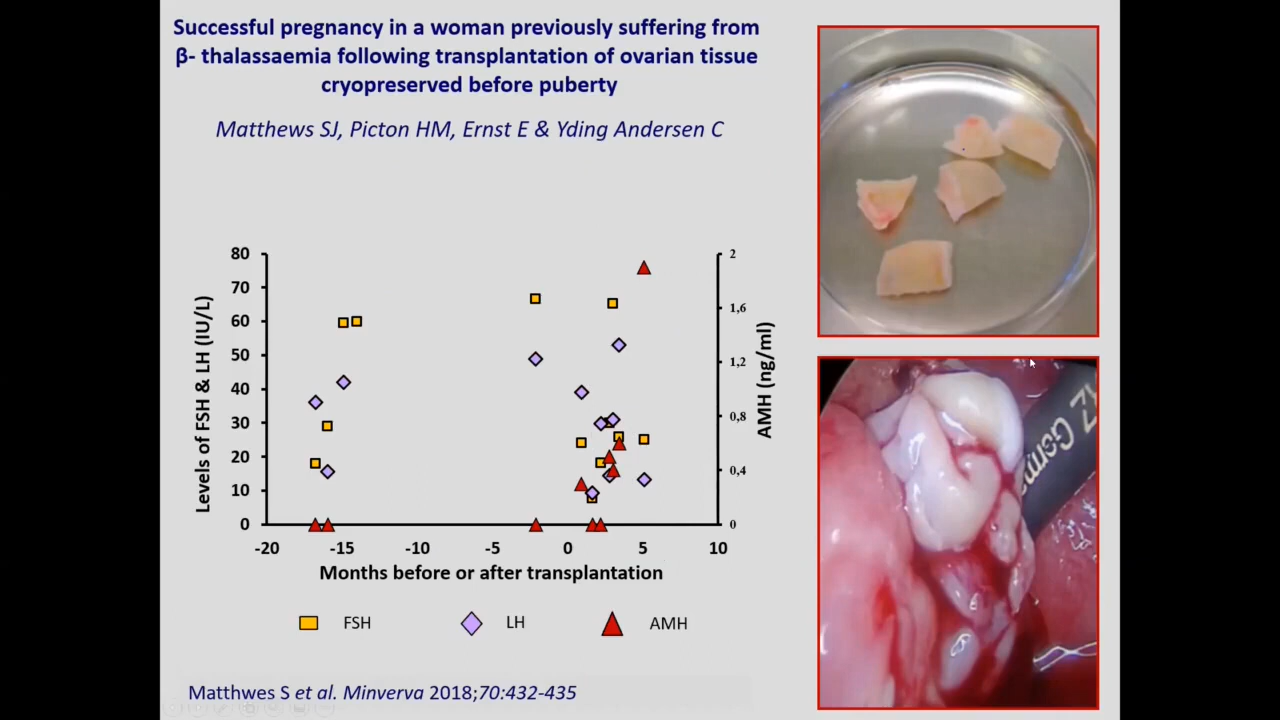 Successful pregnancy in a woman previously suffering from
β- thalassaemia following transplantation of ovarian tissue
cryopreserved before puberty
Matthews SJ, Picton HM, Ernst E & Yding Andersen C
Levels of FSH & LH (IU/L)
80
70
60
50
40
30
20
10
0
AMH (ng/ml)
2
1,6
1,2
0,8
0,4
0
-20 -15 -10 -5 0 5 10
Months before or after transplantation
FSH LH AMH
Matthwes S et al. Minverva 2018;70:432-435